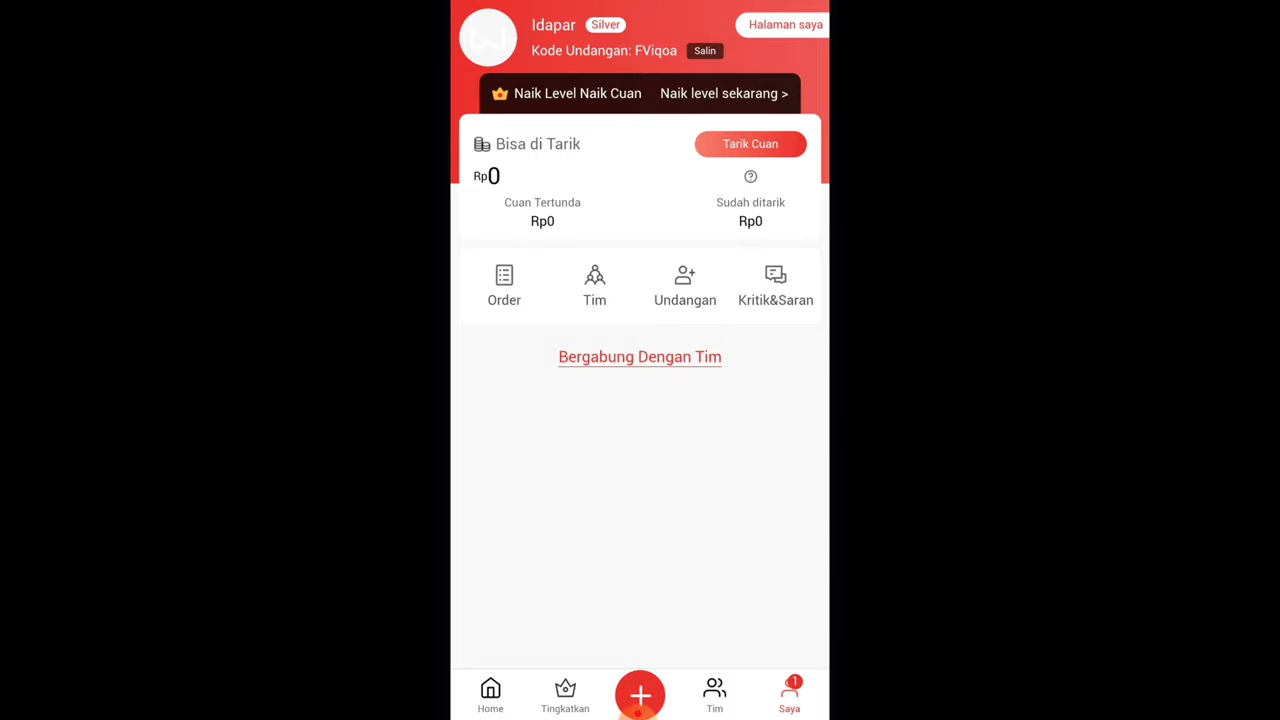 Idapar Silver Halaman saya
Kode Undangan: FViqoa Salin
Naik Level Naik Cuan Naik level sekarang >
Bisa di Tarik Tarik Cuan
Rp0
Cuan Tertunda Sudah ditarik
Rp0 Rp0
Order Tim Undangan Kritik&Saran
Bergabung Dengan Tim
1
Home Tingkatkan Tim Saya